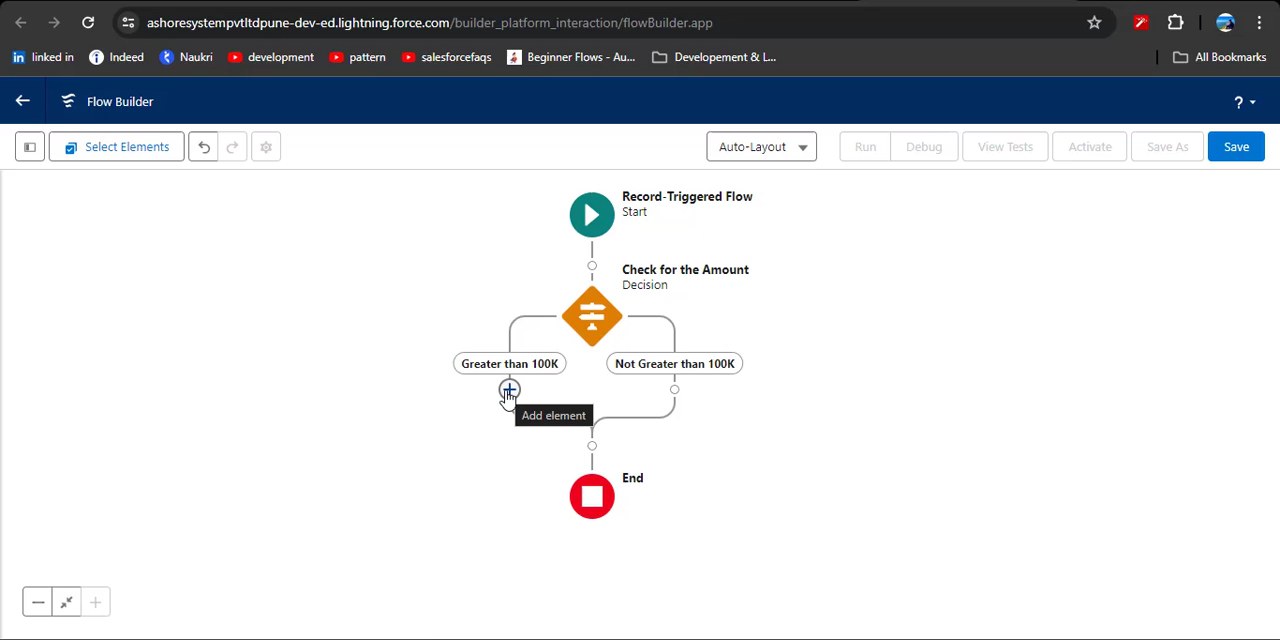 ashoresystempvtltdpune-dev-ed.lightning.force.com/builder_platform_interaction/flowBuilder.app
linked in Indeed Naukri development pattern salesforcefaqs Beginner Flows - Au... Developement & L... All Bookmarks
Flow Builder ?
Select Elements Auto-Layout Run Debug View Tests Activate Save As Save
Record-Triggered Flow
Start
Check for the Amount
Decision
Greater than 100K Not Greater than 100K
Add element
End